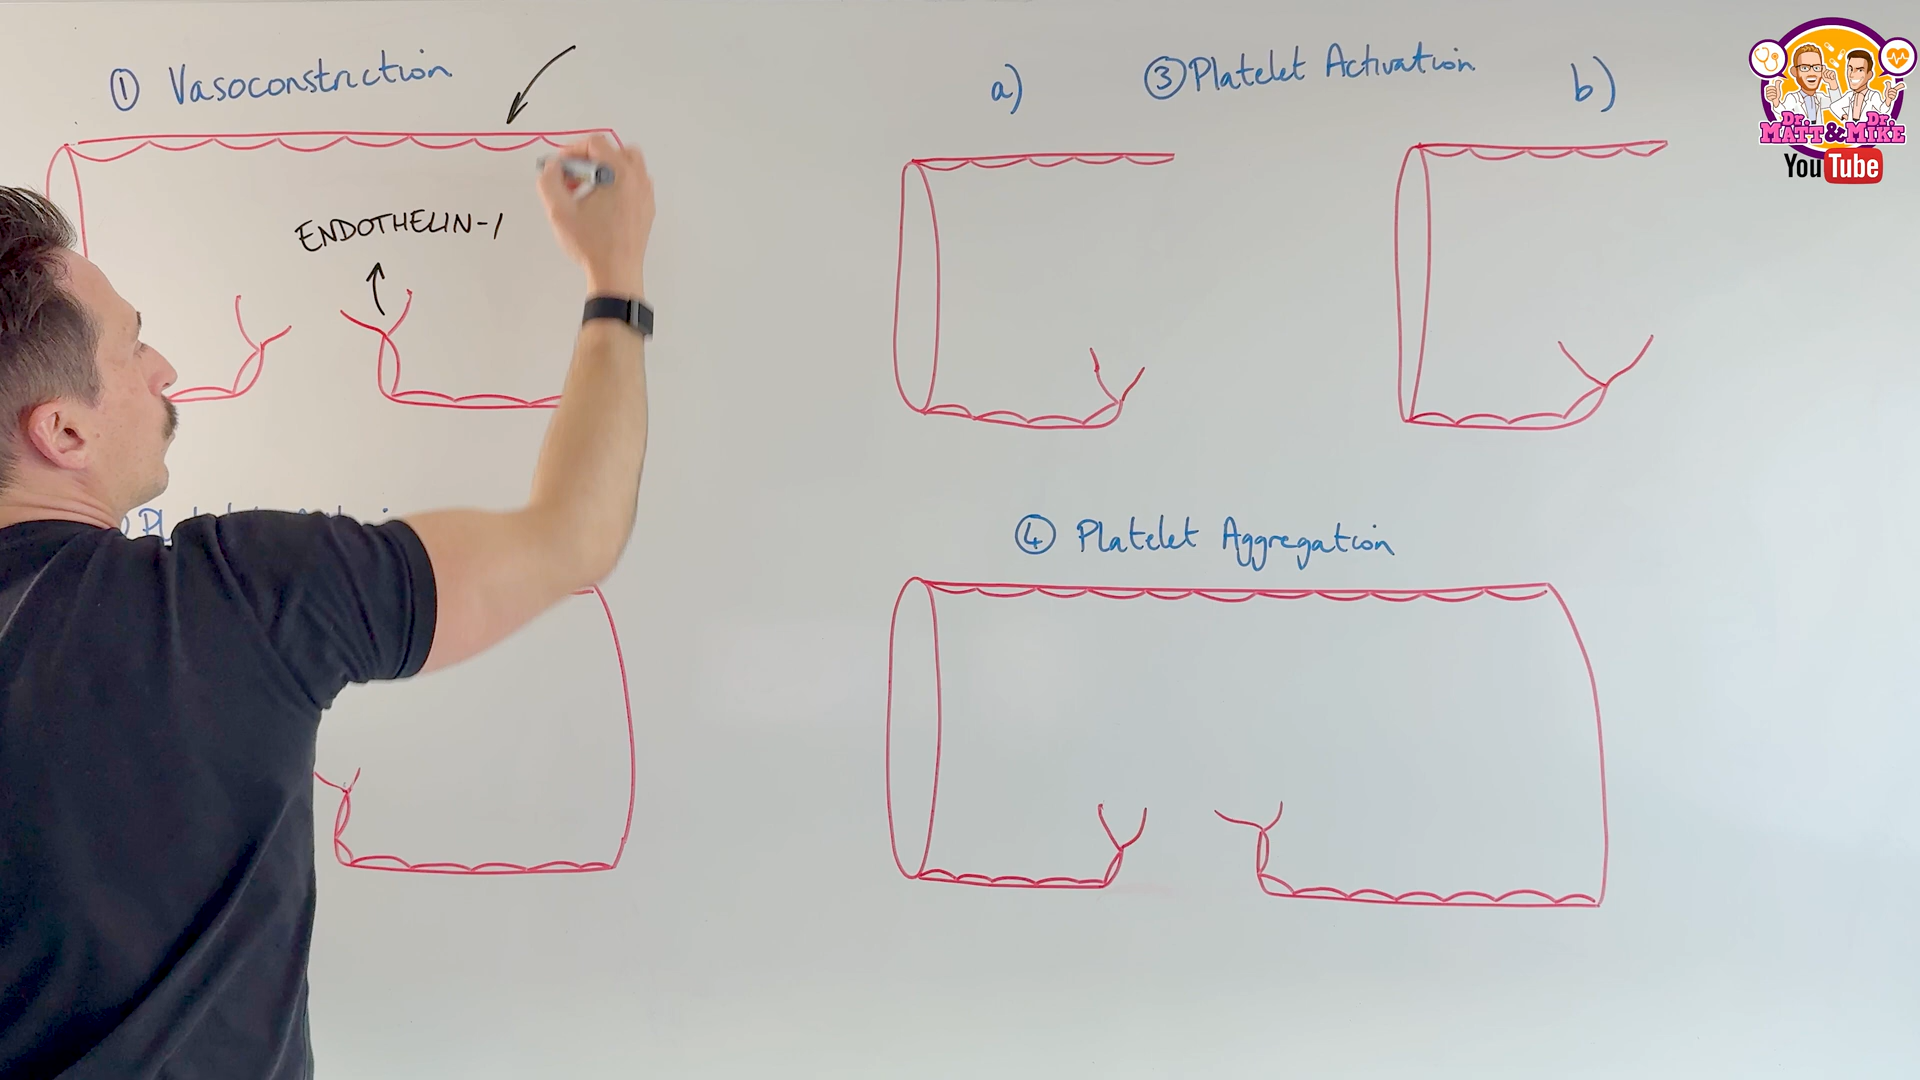 ① Vasoconstriction
ENDOTHELIN-1
a)
③ Platelet Activation
b)
④ Platelet Aggregation
Dr. Dr.
MATT & MIKE
YouTube